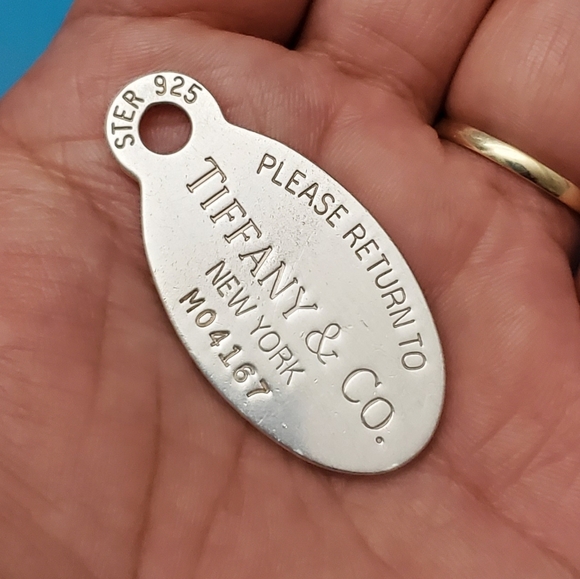 STER 925
PLEASE RETURN TO
TIFFANY & CO.
NEW YORK
M04167